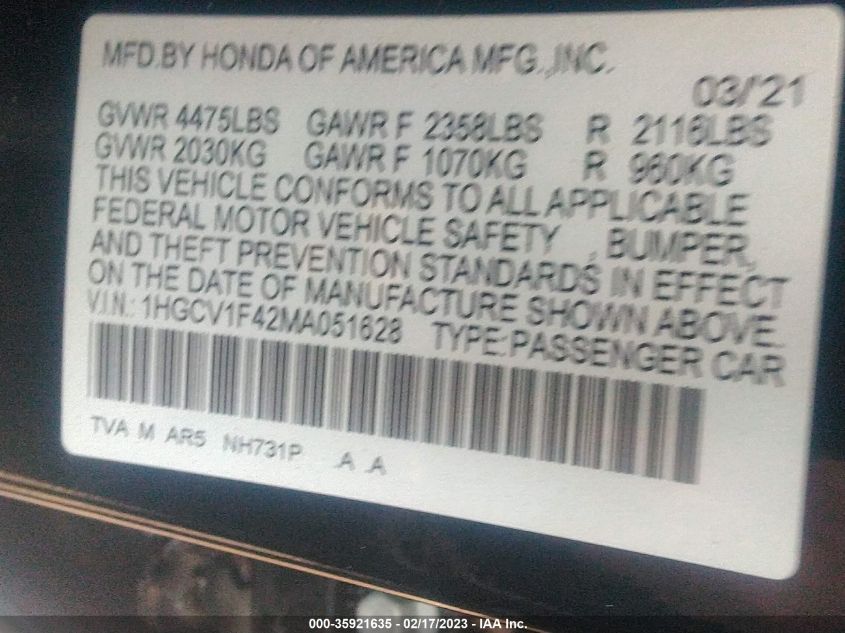 MFD.BY HONDA OF AMERICA MFG.,INC.
03/'21
GVWR 4475LBS GAWR F 2358LBS R 2116LBS
GVWR 2030KG GAWR F 1070KG R 960KG
THIS VEHICLE CONFORMS TO ALL APPLICABLE
FEDERAL MOTOR VEHICLE SAFETY , BUMPER,
AND THEFT PREVENTION STANDARDS IN EFFECT
ON THE DATE OF MANUFACTURE SHOWN ABOVE.
V.I.N.: 1HGCV1F42MA051628 TYPE:PASSENGER CAR
TVA M AR5 NH731P .A .A
000-35921635 - 02/17/2023 - IAA Inc.